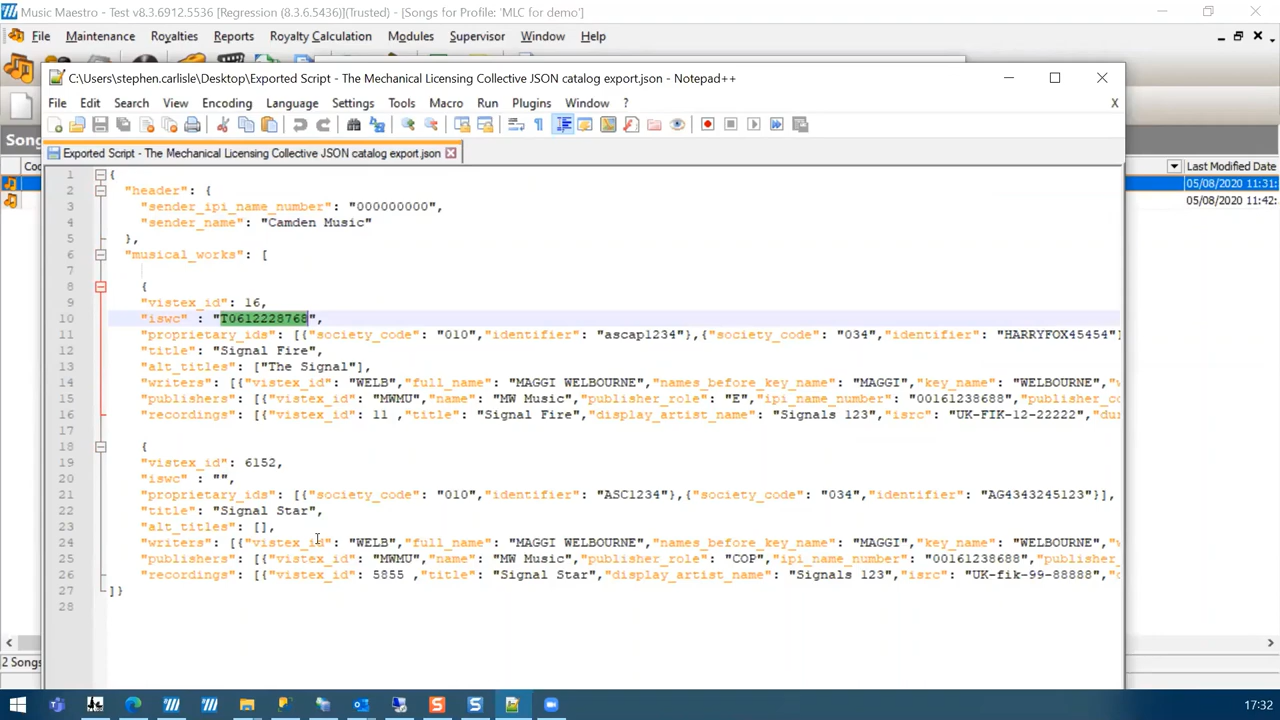 Music Maestro - Test v8.3.6912.5536 [Regression (8.3.6.5436)](Trusted) - [Songs for Profile: 'MLC for demo']
File Maintenance Royalties Reports Royalty Calculation Modules Supervisor Window Help
C:\Users\stephen.carlisle\Desktop\Exported Script - The Mechanical Licensing Collective JSON catalog export.json - Notepad++
File Edit Search View Encoding Language Settings Tools Macro Run Plugins Window ? X
Song
Exported Script - The Mechanical Licensing Collective JSON catalog export.json
Cod
Last Modified Date
05/08/2020 11:31:
05/08/2020 11:42:
1 {
2 "header": {
3 "sender_ipi_name_number": "000000000",
4 "sender_name": "Camden Music"
5 },
6 "musical_works": [
7
8 {
9 "vistex_id": 16,
10 "iswc" : "T0612228768",
11 "proprietary_ids": [{"society_code": "010","identifier": "ascap1234"},{"society_code": "034","identifier": "HARRYFOX45454"]
12 "title": "Signal Fire",
13 "alt_titles": ["The Signal"],
14 "writers": [{"vistex_id": "WELB","full_name": "MAGGI WELBOURNE","names_before_key_name": "MAGGI","key_name": "WELBOURNE","va
15 "publishers": [{"vistex_id": "MWMU","name": "MW Music","publisher_role": "E","ipi_name_number": "00161238688","publisher_co
16 "recordings": [{"vistex_id": 11 ,"title": "Signal Fire","display_artist_name": "Signals 123","isrc": "UK-FIK-12-22222","dur
17
18 {
19 "vistex_id": 6152,
20 "iswc" : "",
21 "proprietary_ids": [{"society_code": "010","identifier": "ASC1234"},{"society_code": "034","identifier": "AG4343245123"}],
22 "title": "Signal Star",
23 "alt_titles": [],
24 "writers": [{"vistex_id": "WELB","full_name": "MAGGI WELBOURNE","names_before_key_name": "MAGGI","key_name": "WELBOURNE","va
25 "publishers": [{"vistex_id": "MWMU","name": "MW Music","publisher_role": "COP","ipi_name_number": "00161238688","publisher_
26 "recordings": [{"vistex_id": 5855 ,"title": "Signal Star","display_artist_name": "Signals 123","isrc": "UK-fik-99-88888","d
27 ]}
28
2 Songs
17:32